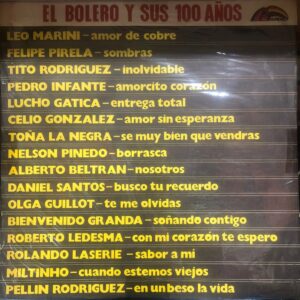 EL BOLERO Y SUS 100 AÑOS
LEO MARINI – amor de cobre
FELIPE PIRELA – sombras
TITO RODRIGUEZ – inolvidable
PEDRO INFANTE – amorcito corazón
LUCHO GATICA – entrega total
CELIO GONZALEZ – amor sin esperanza
TOÑA LA NEGRA – se muy bien que vendras
NELSON PINEDO – borrasca
ALBERTO BELTRAN – nosotros
DANIEL SANTOS – busco tu recuerdo
OLGA GUILLOT – te me olvidas
BIENVENIDO GRANDA – soñando contigo
ROBERTO LEDESMA – con mi corazón te espero
ROLANDO LASERIE – sabor a mi
MILTINHO – cuando estemos viejos
PELLIN RODRIGUEZ – en un beso la vida